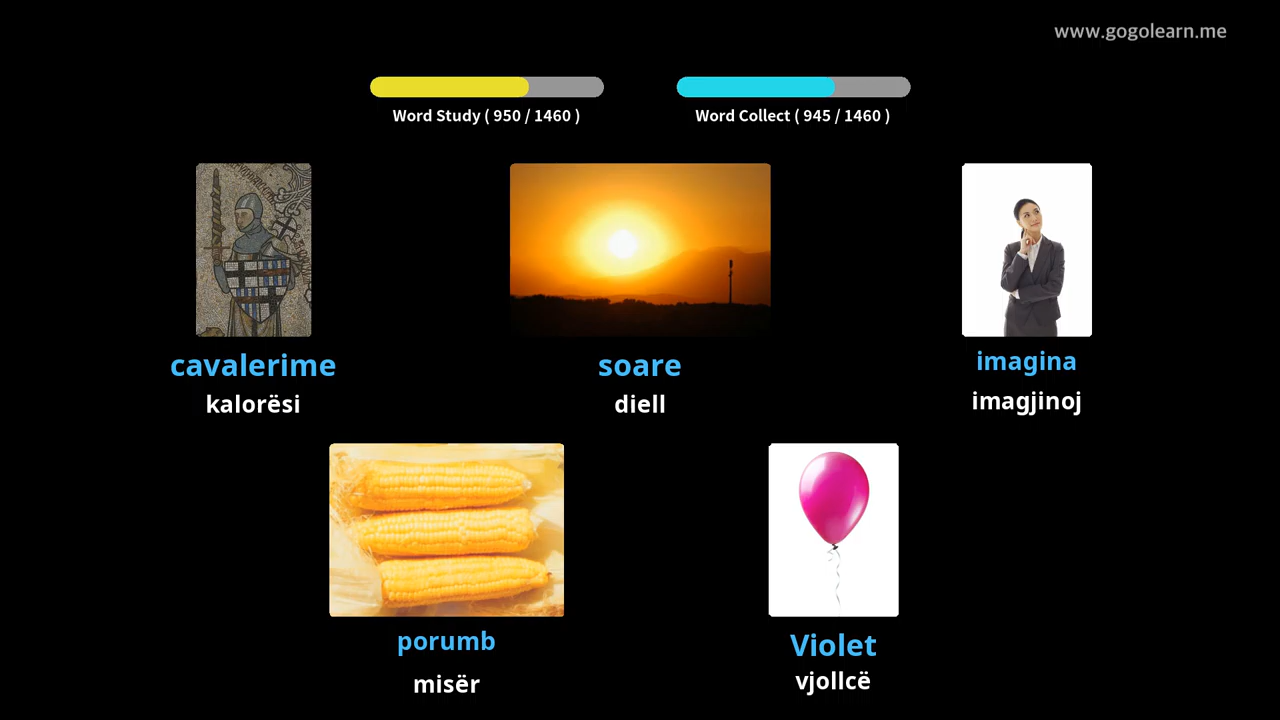 www.gogolearn.me
Word Study ( 950 / 1460 )
Word Collect ( 945 / 1460 )
cavalerime
kalorësi
soare
diell
imagina
imagjinoj
porumb
misër
Violet
vjollcë